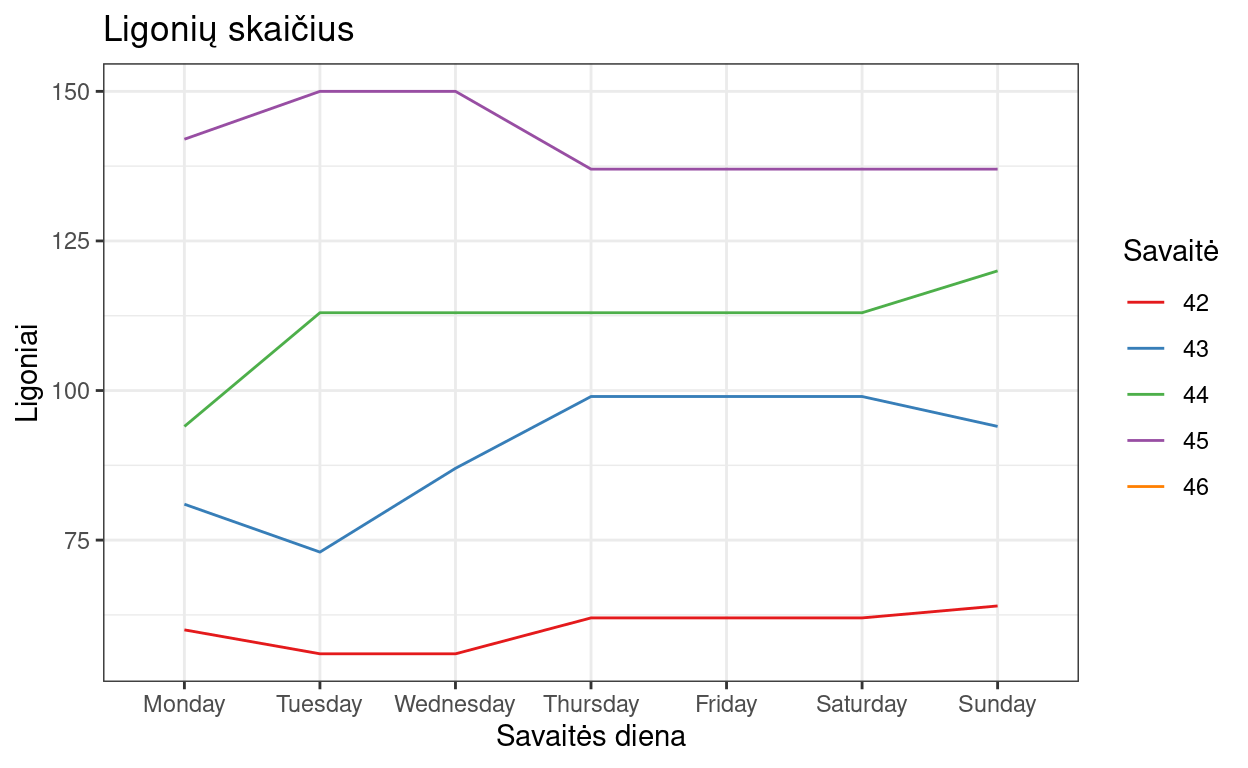 Ligonių skaičius
150
125
100
75
Ligoniai
Monday Tuesday Wednesday Thursday Friday Saturday Sunday
Savaitės diena
Savaitė
42
43
44
45
46